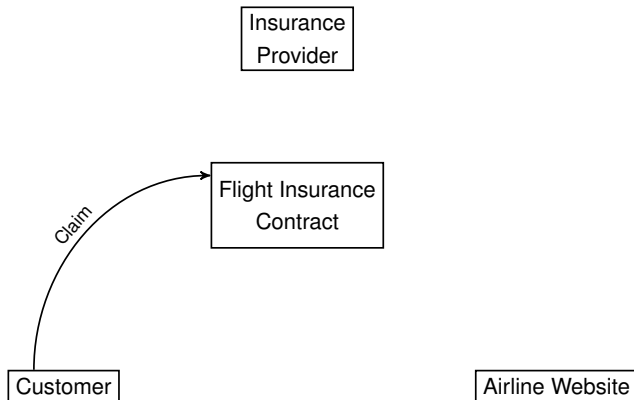 Insurance
Provider
Flight Insurance
Contract
Claim
Customer
Airline Website